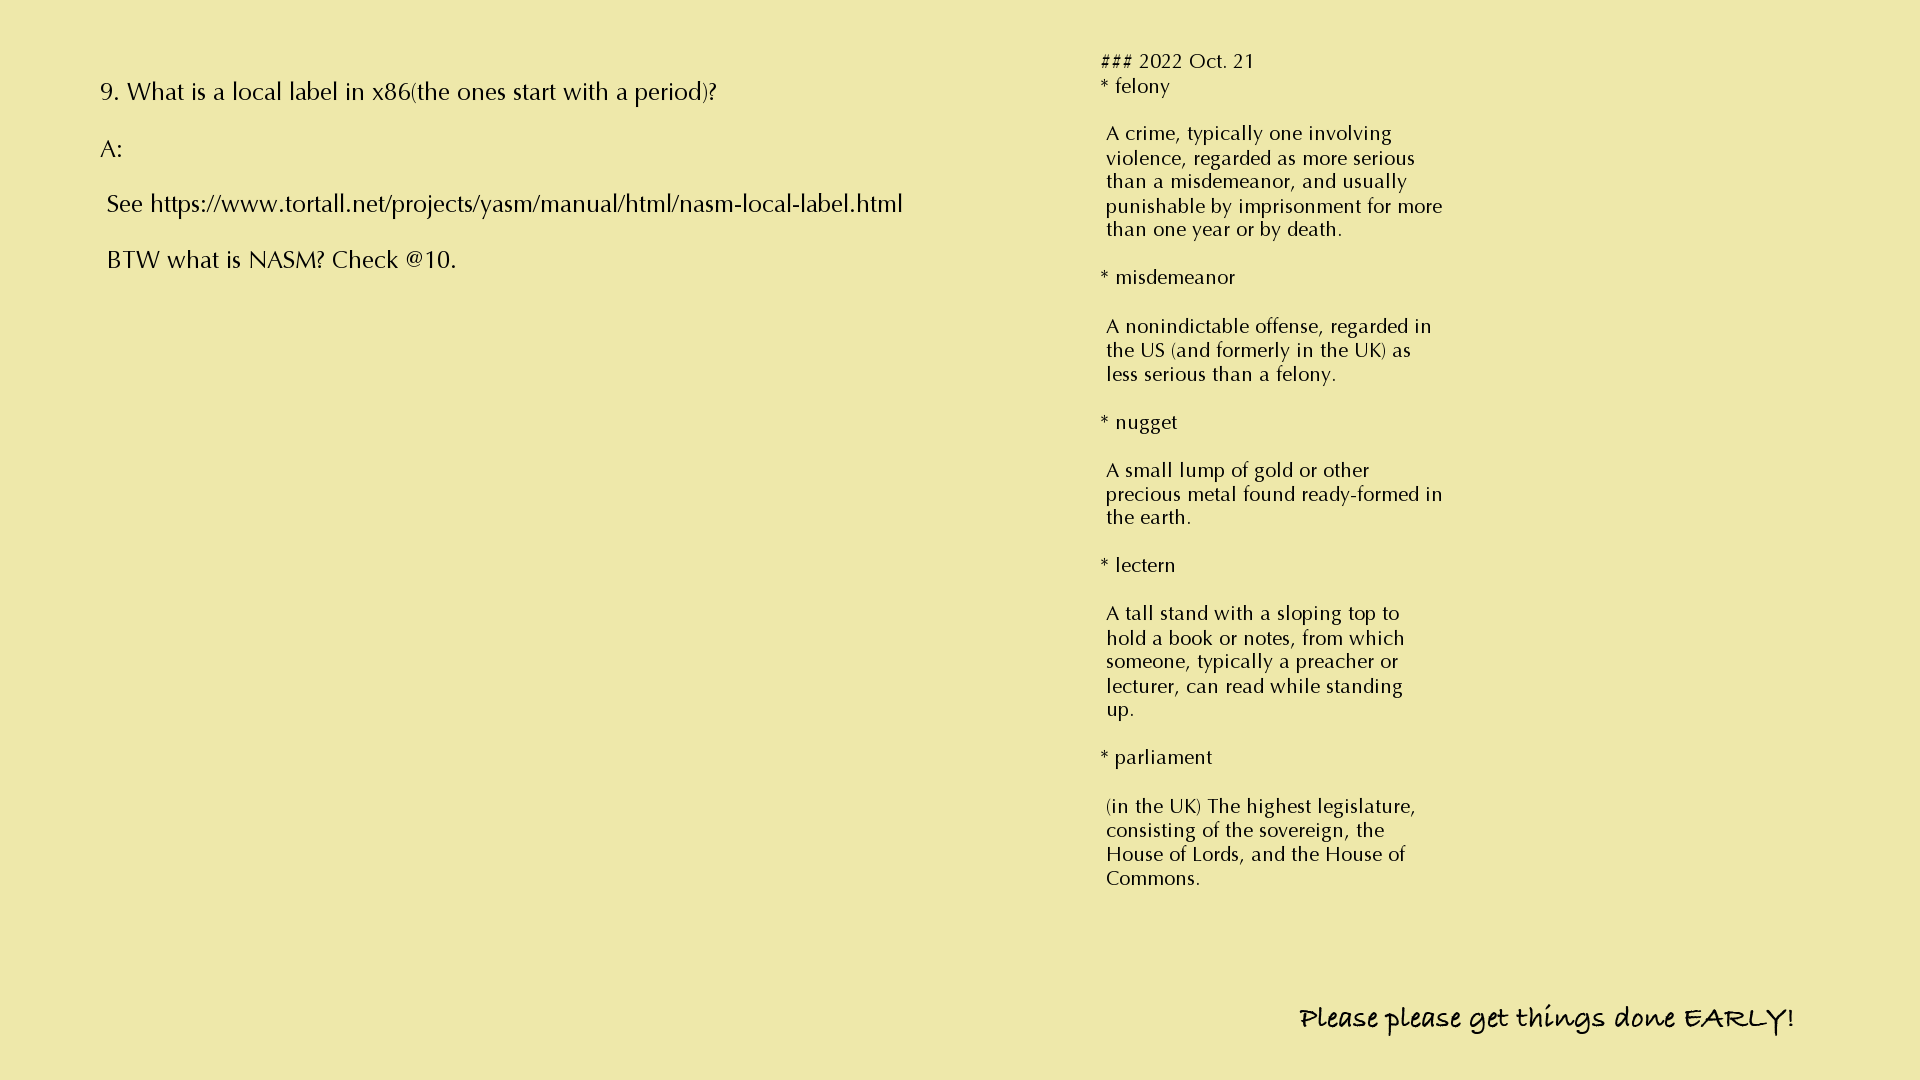 9. What is a local label in x86(the ones start with a period)?
A:
See https://www.tortall.net/projects/yasm/manual/html/nasm-local-label.html
BTW what is NASM? Check @10.
### 2022 Oct. 21
* felony
A crime, typically one involving
violence, regarded as more serious
than a misdemeanor, and usually
punishable by imprisonment for more
than one year or by death.
* misdemeanor
A nonindictable offense, regarded in
the US (and formerly in the UK) as
less serious than a felony.
* nugget
A small lump of gold or other
precious metal found ready-formed in
the earth.
* lectern
A tall stand with a sloping top to
hold a book or notes, from which
someone, typically a preacher or
lecturer, can read while standing
up.
* parliament
(in the UK) The highest legislature,
consisting of the sovereign, the
House of Lords, and the House of
Commons.
Please please get things done EARLY!